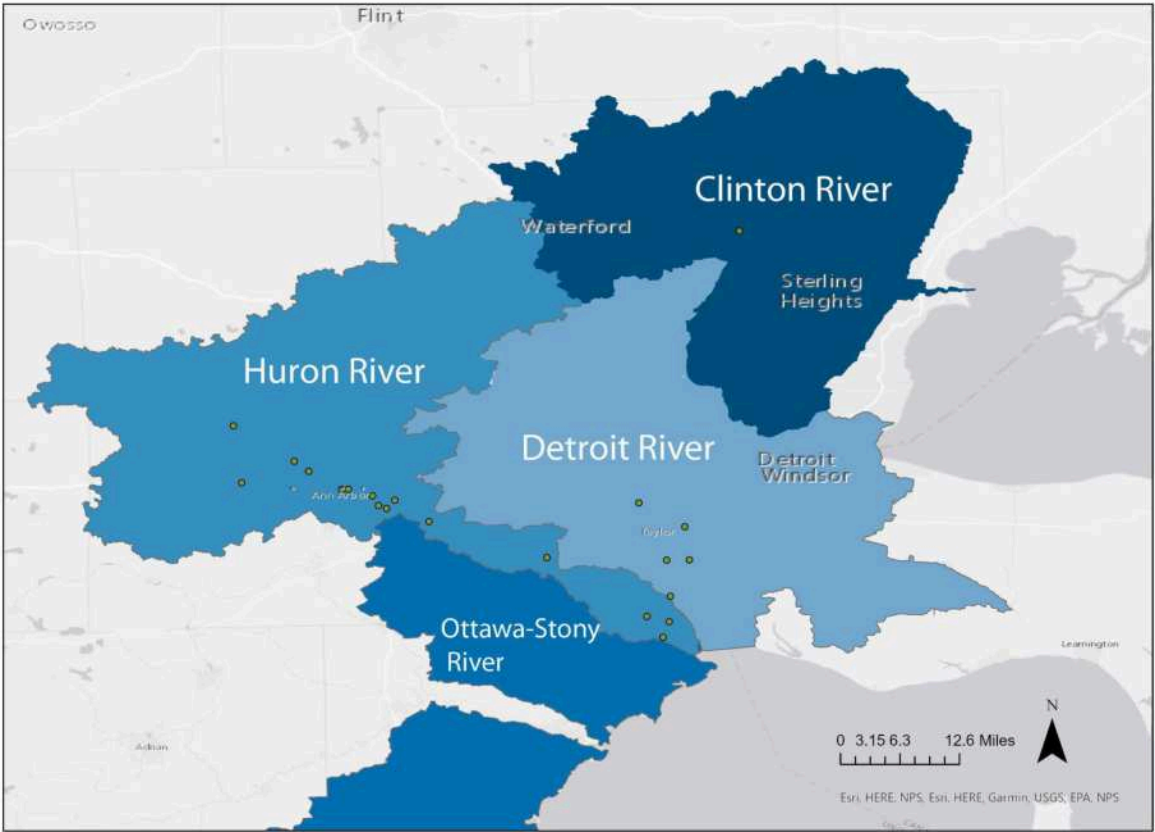 Owosso
Flint
Clinton River
Waterford
Sterling
Heights
Huron River
Detroit River
Detroit
Windsor
Ann Arbor
Taylor
Ottawa-Stony
River
Leamington
N
Adrian
0 3.15 6.3 12.6 Miles
Esri, HERE, NPS, Esri, HERE, Garmin, USGS, EPA, NPS